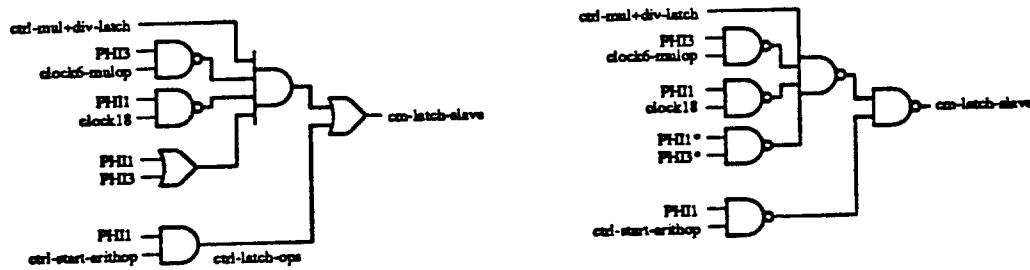 ctrl-mul+div-latch
PHI3
clock6-mulop
PHI1
clock18
PHI1
PHI3
PHI1
ctrl-start-arithop
ctrl-latch-ops
cm-latch-slave
ctrl-mul+div-latch
PHI3
clock6-mulop
PHI1
clock18
PHI1*
PHI3*
PHI1
ctrl-start-arithop
cm-latch-slave